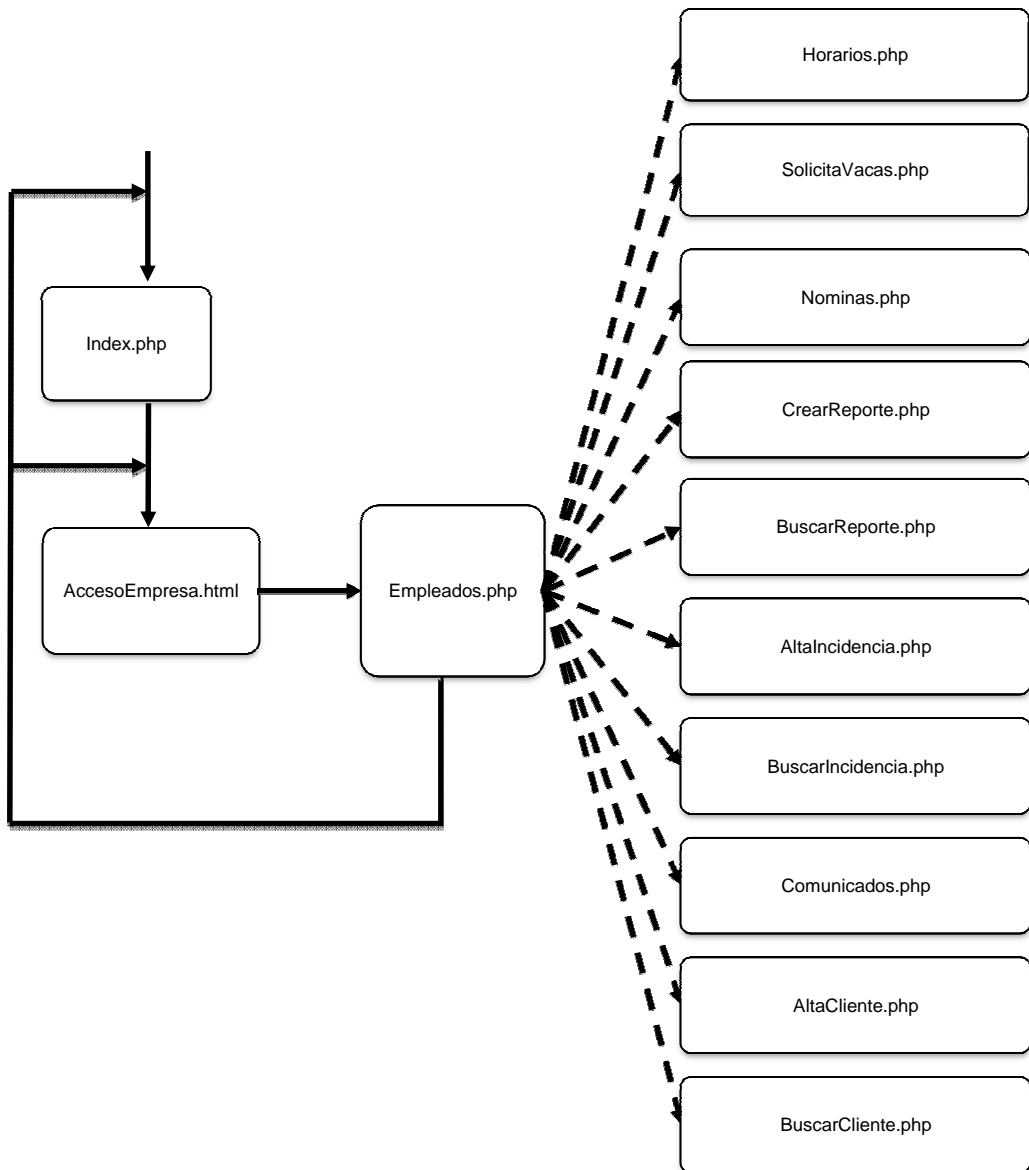 Horarios.php
SolicitaVacas.php
Nominas.php
Index.php
CrearReporte.php
BuscarReporte.php
AccesoEmpresa.html
Empleados.php
AltaIncidencia.php
BuscarIncidencia.php
Comunicados.php
AltaCliente.php
BuscarCliente.php